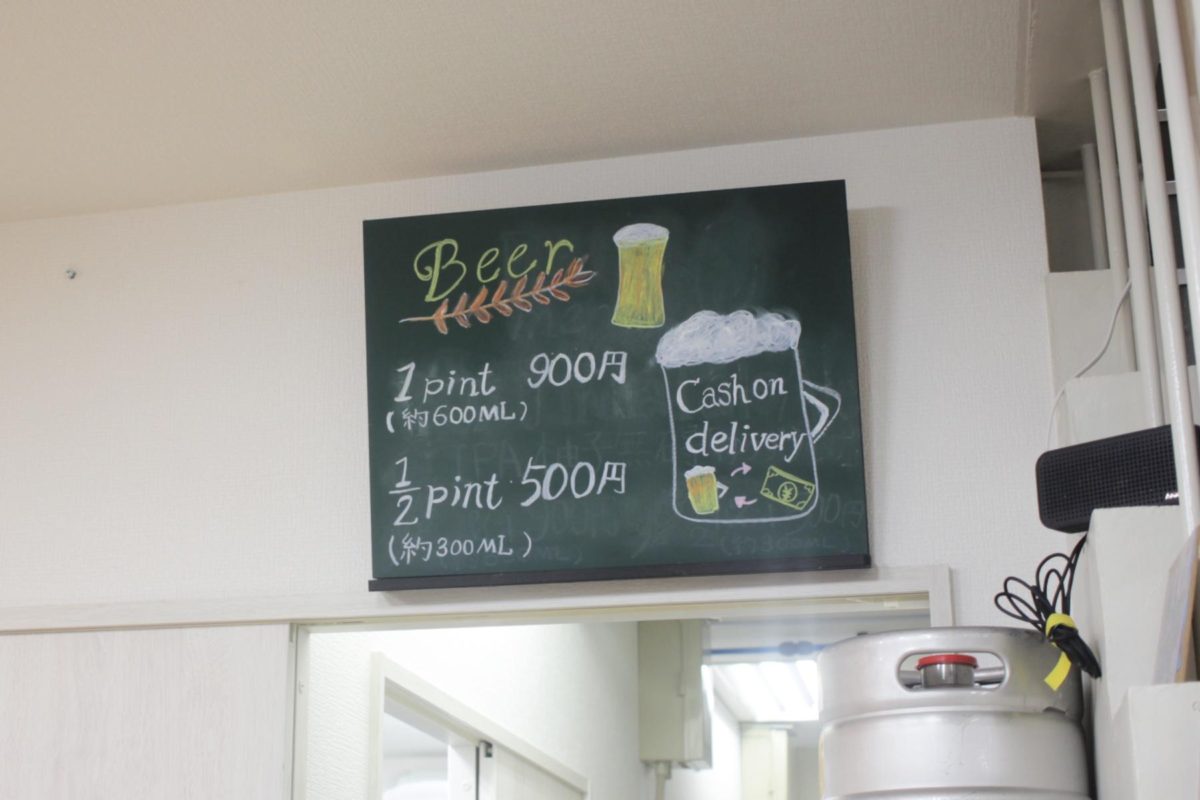 Beer
1 pint 900円
(約600ML)
1/2 pint 500円
(約300ML)
Cash on
delivery
¥